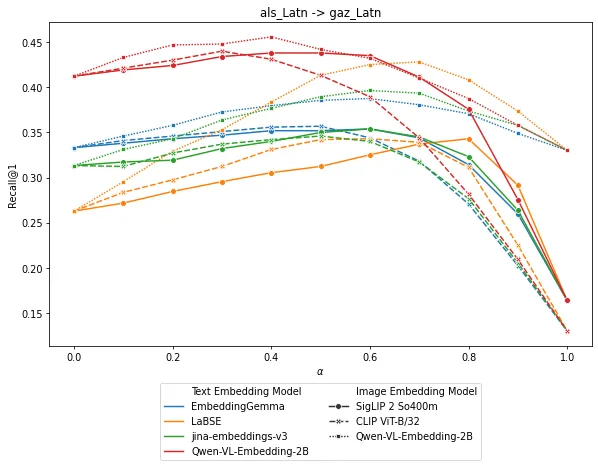 als_Latn -> gaz_Latn
Recall@1
0.45
0.40
0.35
0.30
0.25
0.20
0.15
0.0 0.2 0.4 0.6 0.8 1.0
α
Text Embedding Model
EmbeddingGemma
LaBSE
jina-embeddings-v3
Qwen-VL-Embedding-2B
Image Embedding Model
SigLIP 2 So400m
CLIP ViT-B/32
Qwen-VL-Embedding-2B